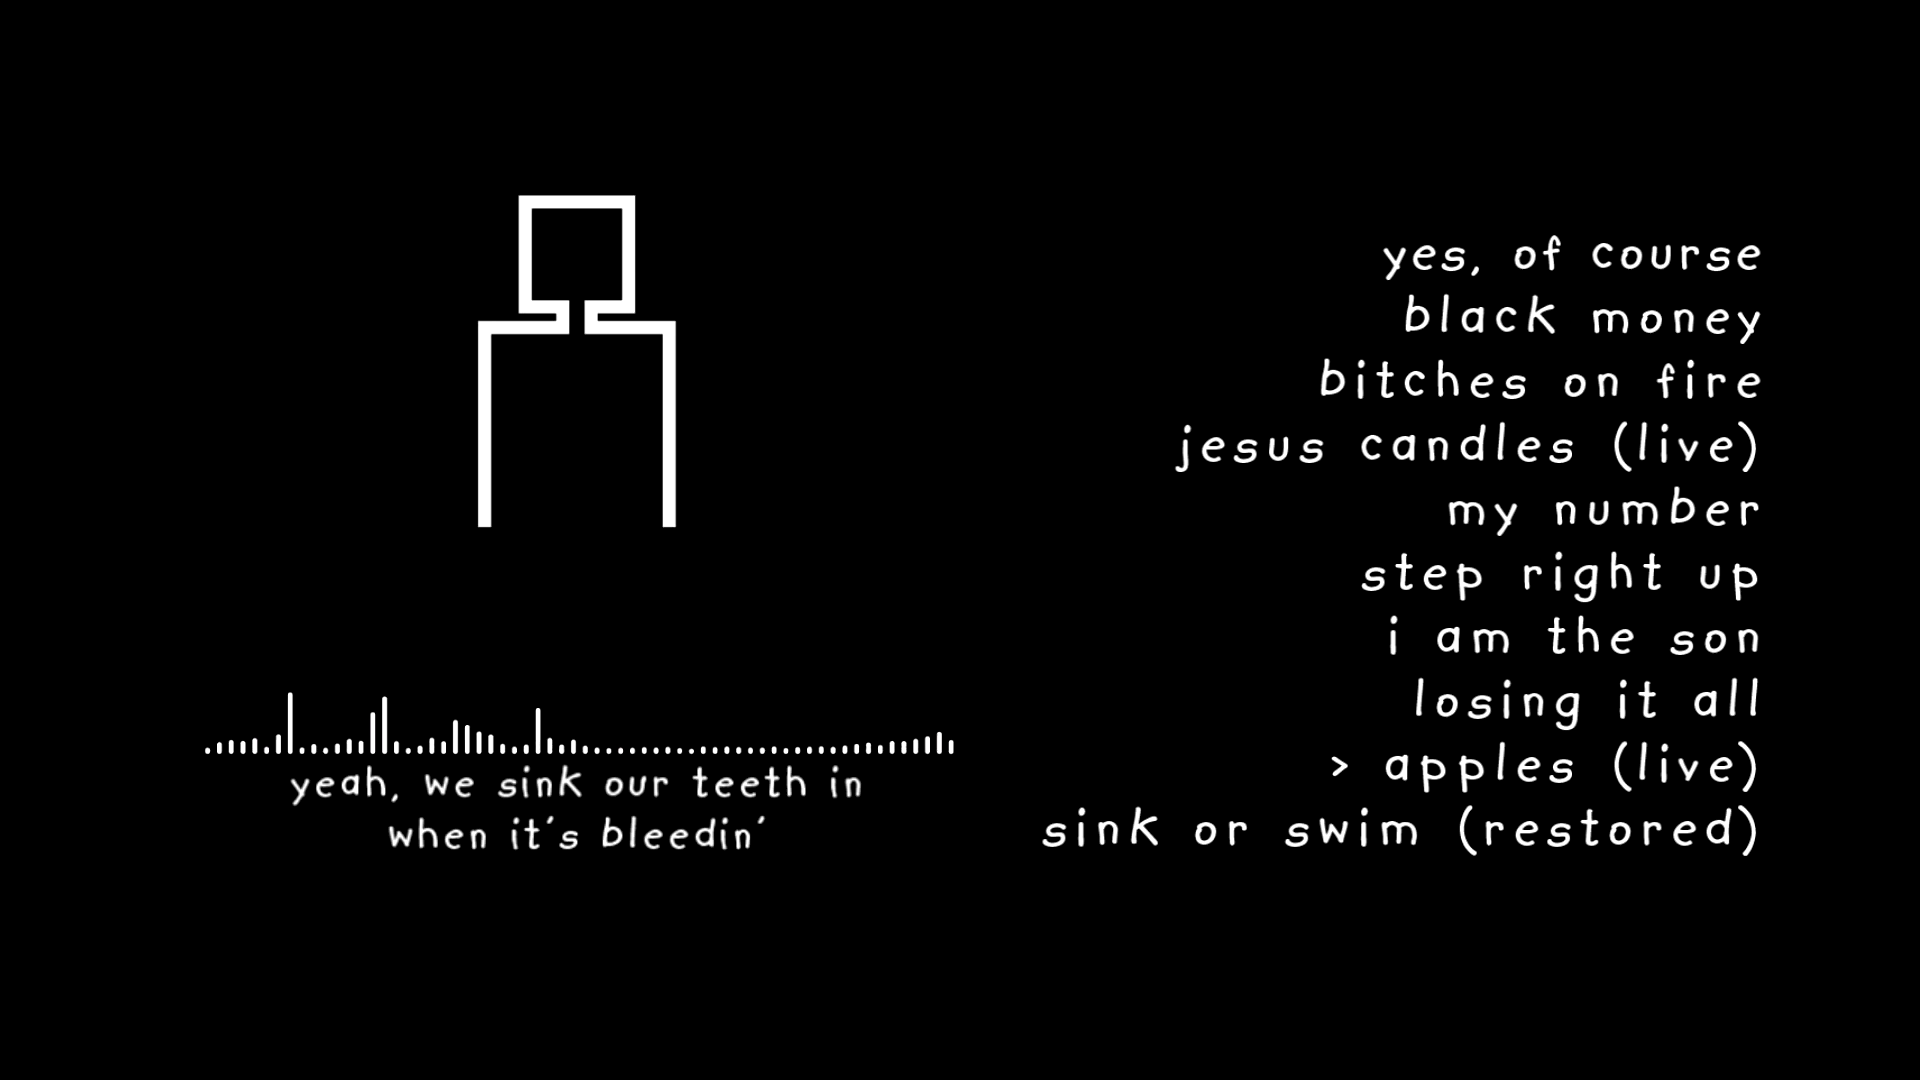 yeah, we sink our teeth in
when it's bleedin'
yes, of course
black money
bitches on fire
jesus candles (live)
my number
step right up
i am the son
losing it all
> apples (live)
sink or swim (restored)